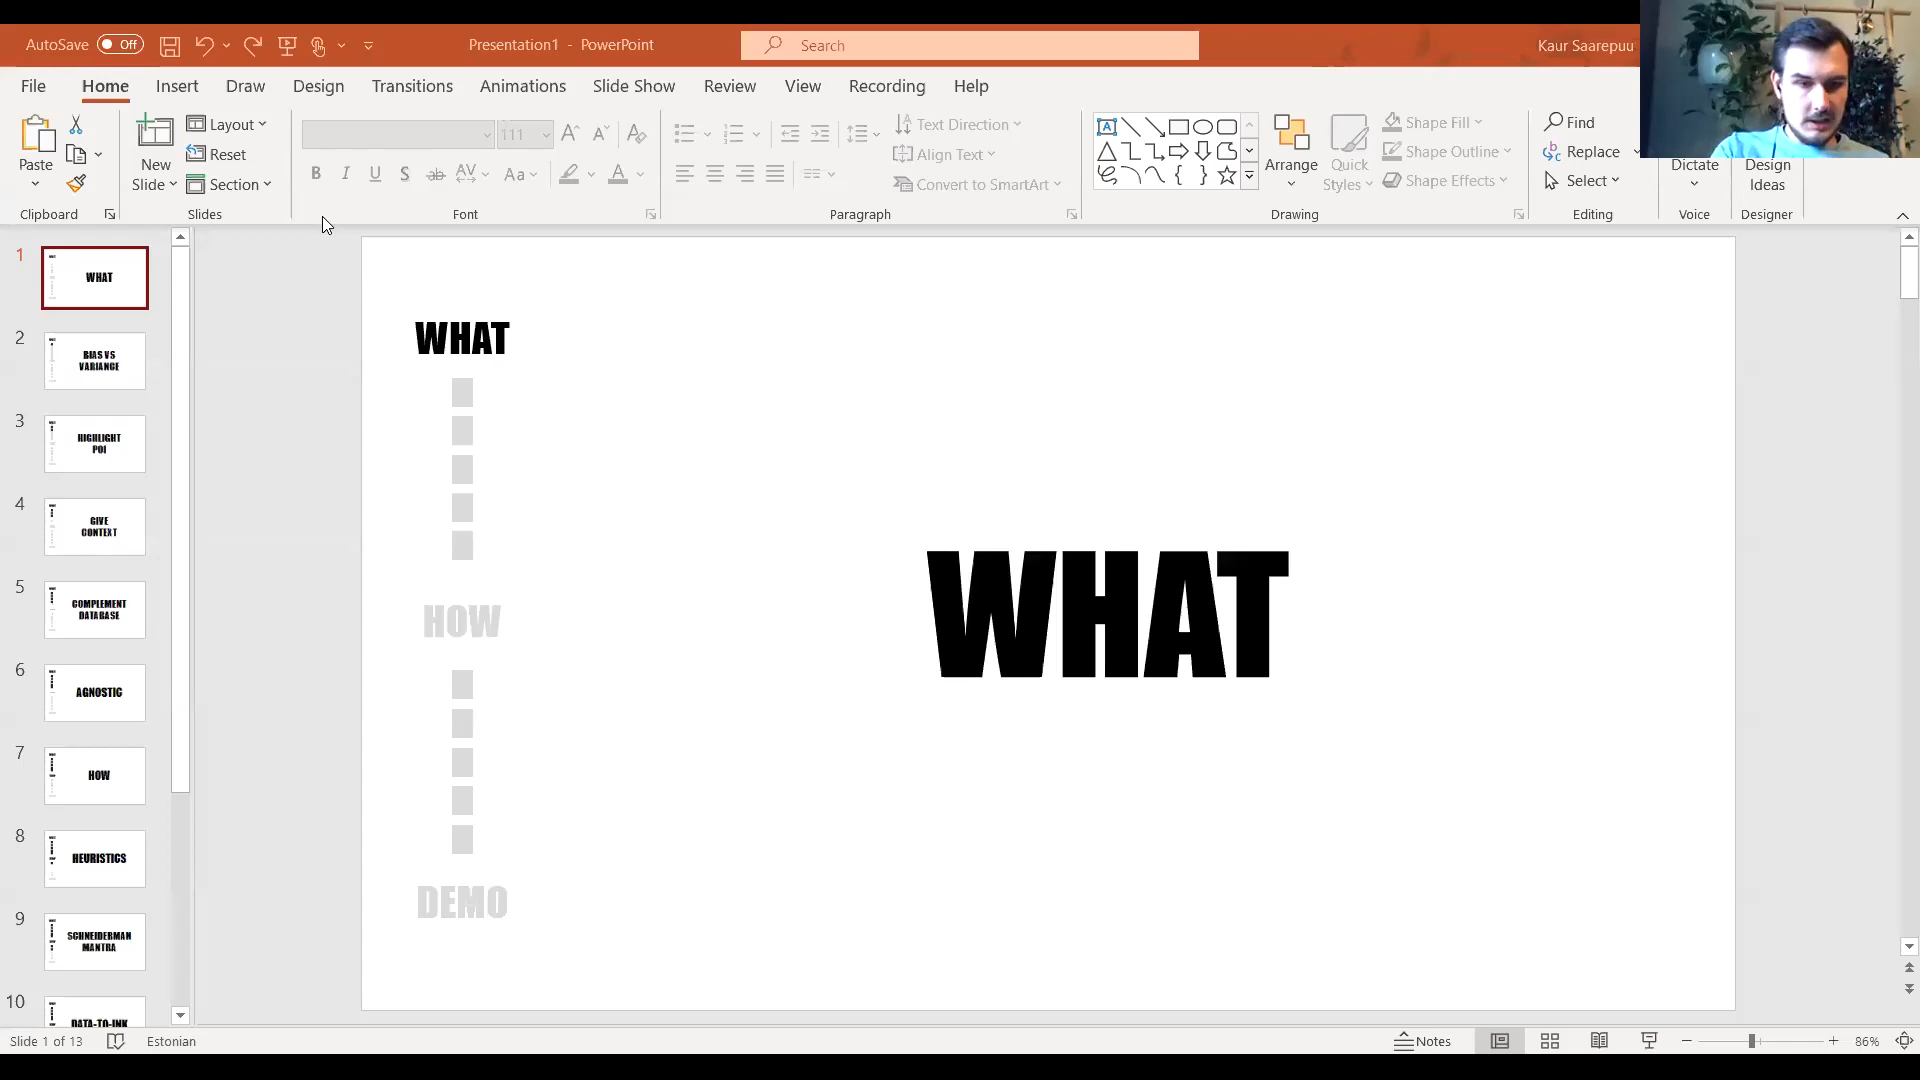 AutoSave Off Presentation1 - PowerPoint Search Kaur Saarepuu
File Home Insert Draw Design Transitions Animations Slide Show Review View Recording Help
Paste
Clipboard
New
Slide
Layout
Reset
Section
Slides
111
B I U S ab AV Aa A
Font
Text Direction
Align Text
Convert to SmartArt
Paragraph
Arrange
Quick
Styles
Shape Fill
Shape Outline
Shape Effects
Drawing
Find
Replace
Select
Editing
Dictate
Voice
Design
Ideas
Designer
1
WHAT
2
BIAS VS
VARIANCE
3
HIGHLIGHT
POI
4
GIVE
CONTEXT
5
COMPLEMENT
DATABASE
6
AGNOSTIC
7
HOW
8
HEURISTICS
9
SCHNEIDERMAN
MANTRA
10
DATA-TO-INK
WHAT
HOW
DEMO
WHAT
Slide 1 of 13 Estonian Notes 86%